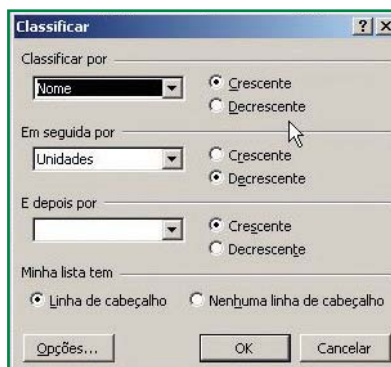 Classificar
Classificar por
Nome
Crescente
Decrescente
Em seguida por
Unidades
Crescente
Decrescente
E depois por
Crescente
Decrescente
Minha lista tem
Linha de cabeçalho Nenhuma linha de cabeçalho
Opções... OK Cancelar